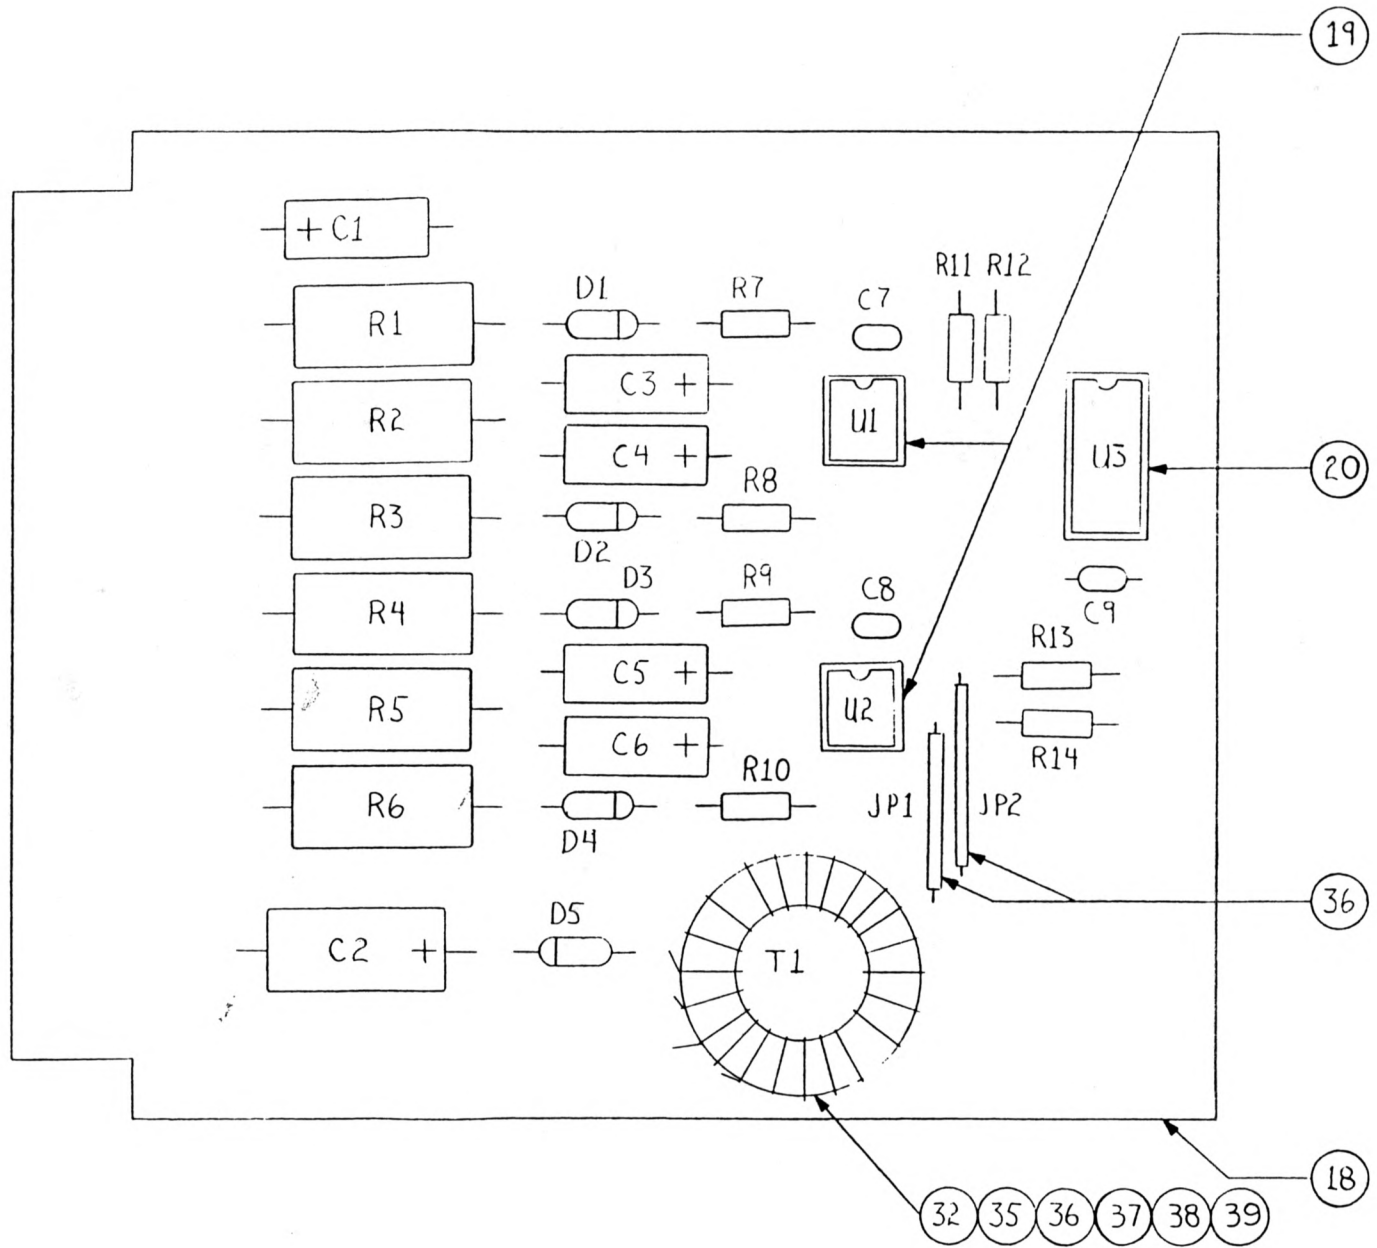 19
+ C1
R11 R12
D1
R7
C7
R1
C3 +
R2
U1
C4 +
U3
20
R8
R3
D2
D3
R9
C8
C9
R4
R13
C5 +
R5
U2
C6 +
R14
R10
R6
JP1
JP2
D4
36
D5
C2 +
T1
18
32 35 36 37 38 39